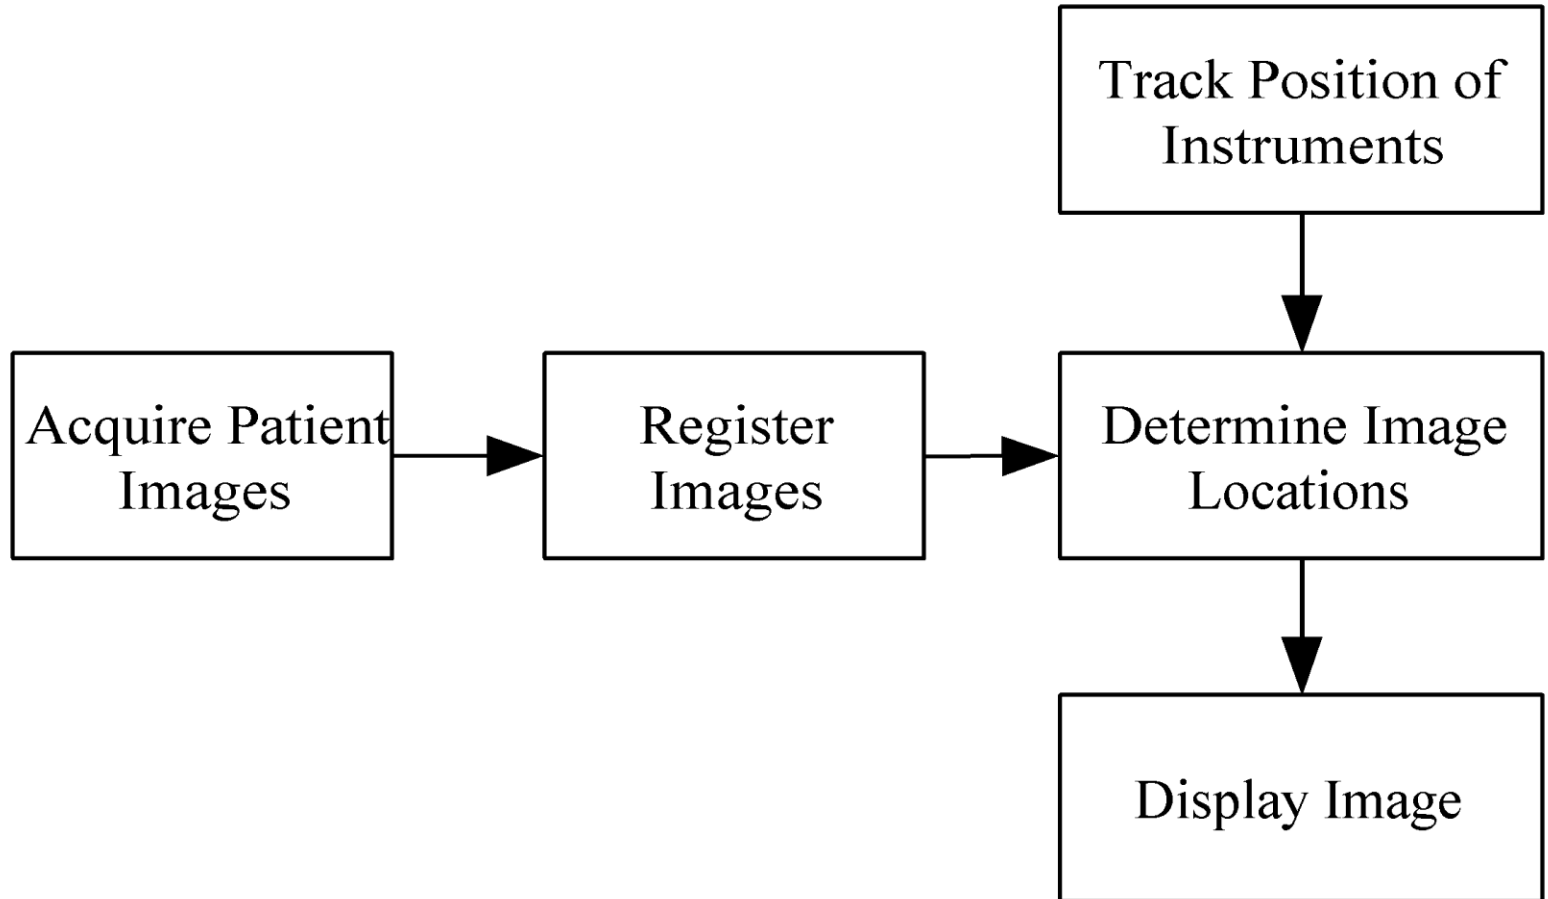 Track Position of
Instruments
Acquire Patient
Images
Register
Images
Determine Image
Locations
Display Image